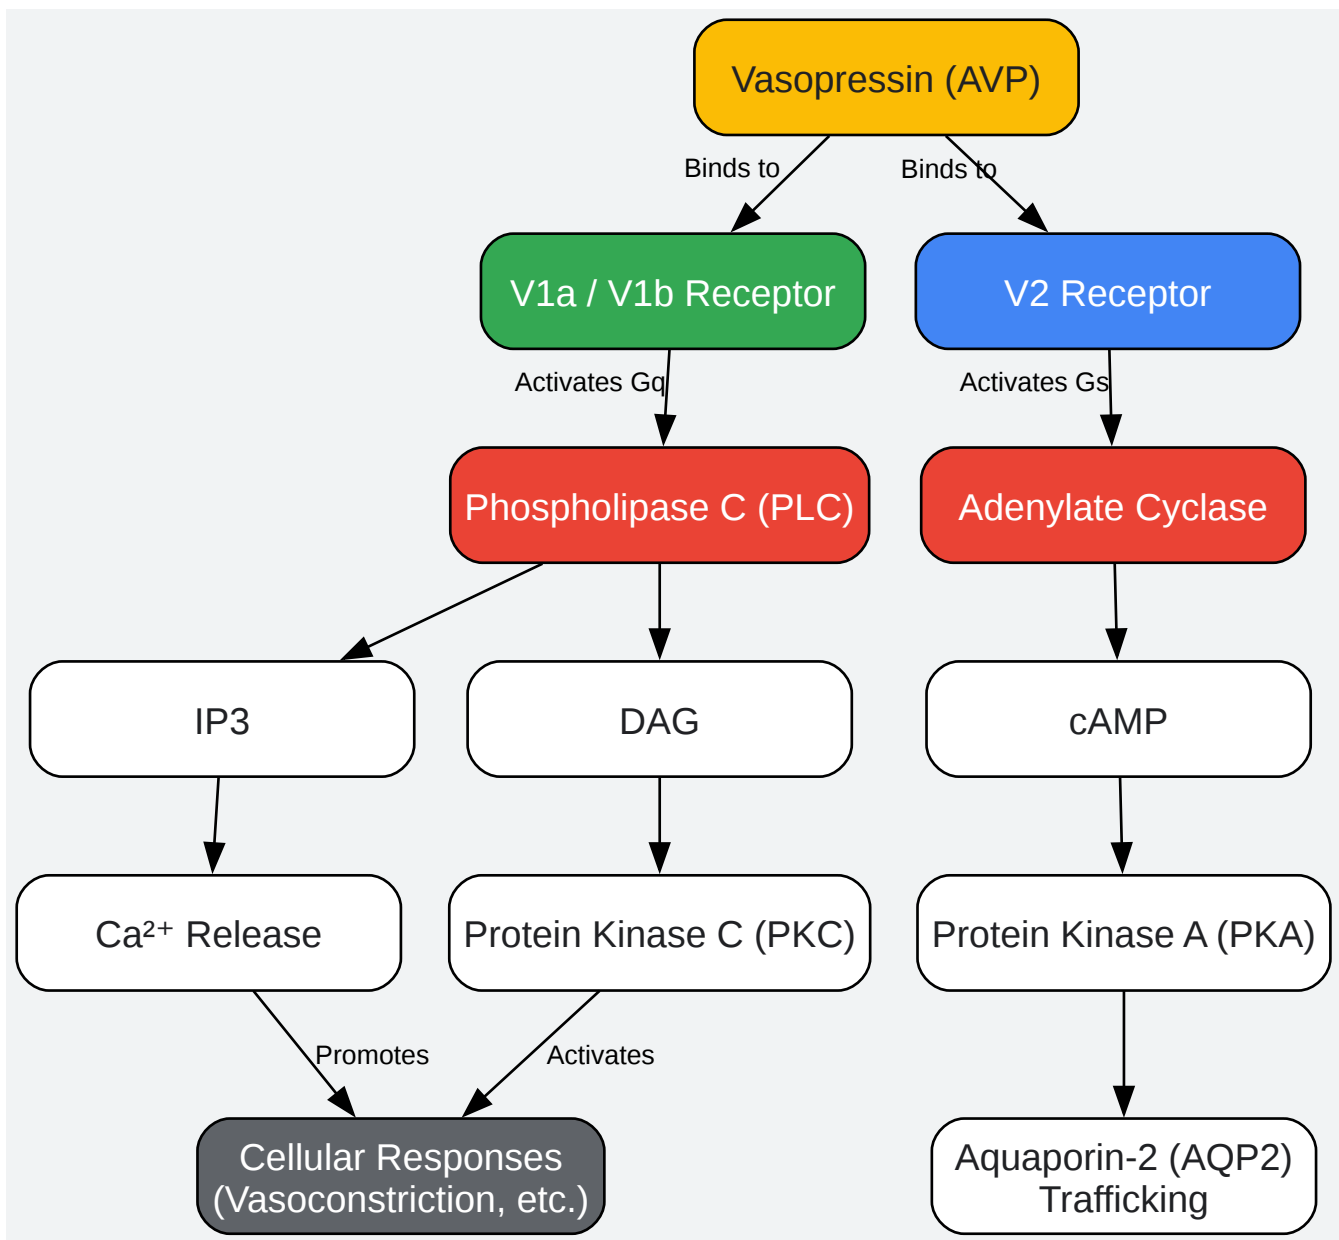 Vasopressin (AVP)
Binds to
Binds to
V1a / V1b Receptor
V2 Receptor
Activates Gq
Activates Gs
Phospholipase C (PLC)
Adenylate Cyclase
IP3
DAG
cAMP
Ca²⁺ Release
Protein Kinase C (PKC)
Protein Kinase A (PKA)
Promotes
Activates
Cellular Responses
(Vasoconstriction, etc.)
Aquaporin-2 (AQP2)
Trafficking